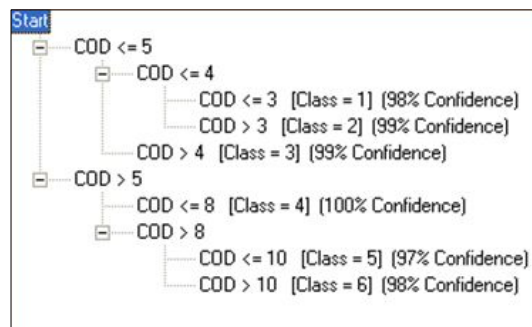 Start
COD <= 5
COD <= 4
COD <= 3 [Class = 1] (98% Confidence)
COD > 3 [Class = 2] (99% Confidence)
COD > 4 [Class = 3] (99% Confidence)
COD > 5
COD <= 8 [Class = 4] (100% Confidence)
COD > 8
COD <= 10 [Class = 5] (97% Confidence)
COD > 10 [Class = 6] (98% Confidence)